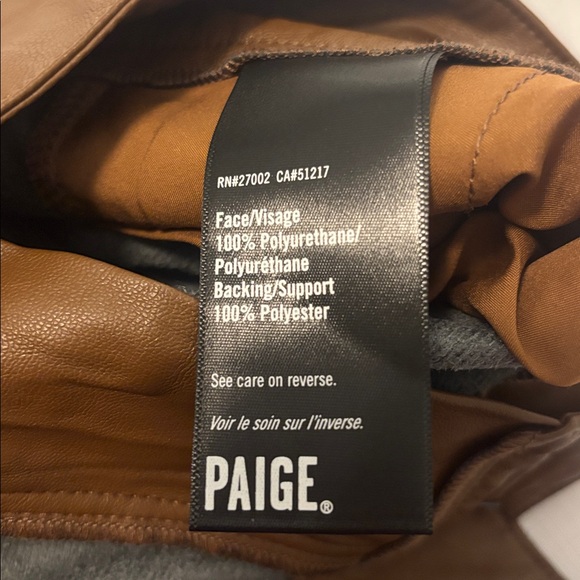 RN#27002 CA#51217
Face/Visage
100% Polyurethane/
Polyuréthane
Backing/Support
100% Polyester
See care on reverse.
Voir le soin sur l'inverse.
PAIGE®